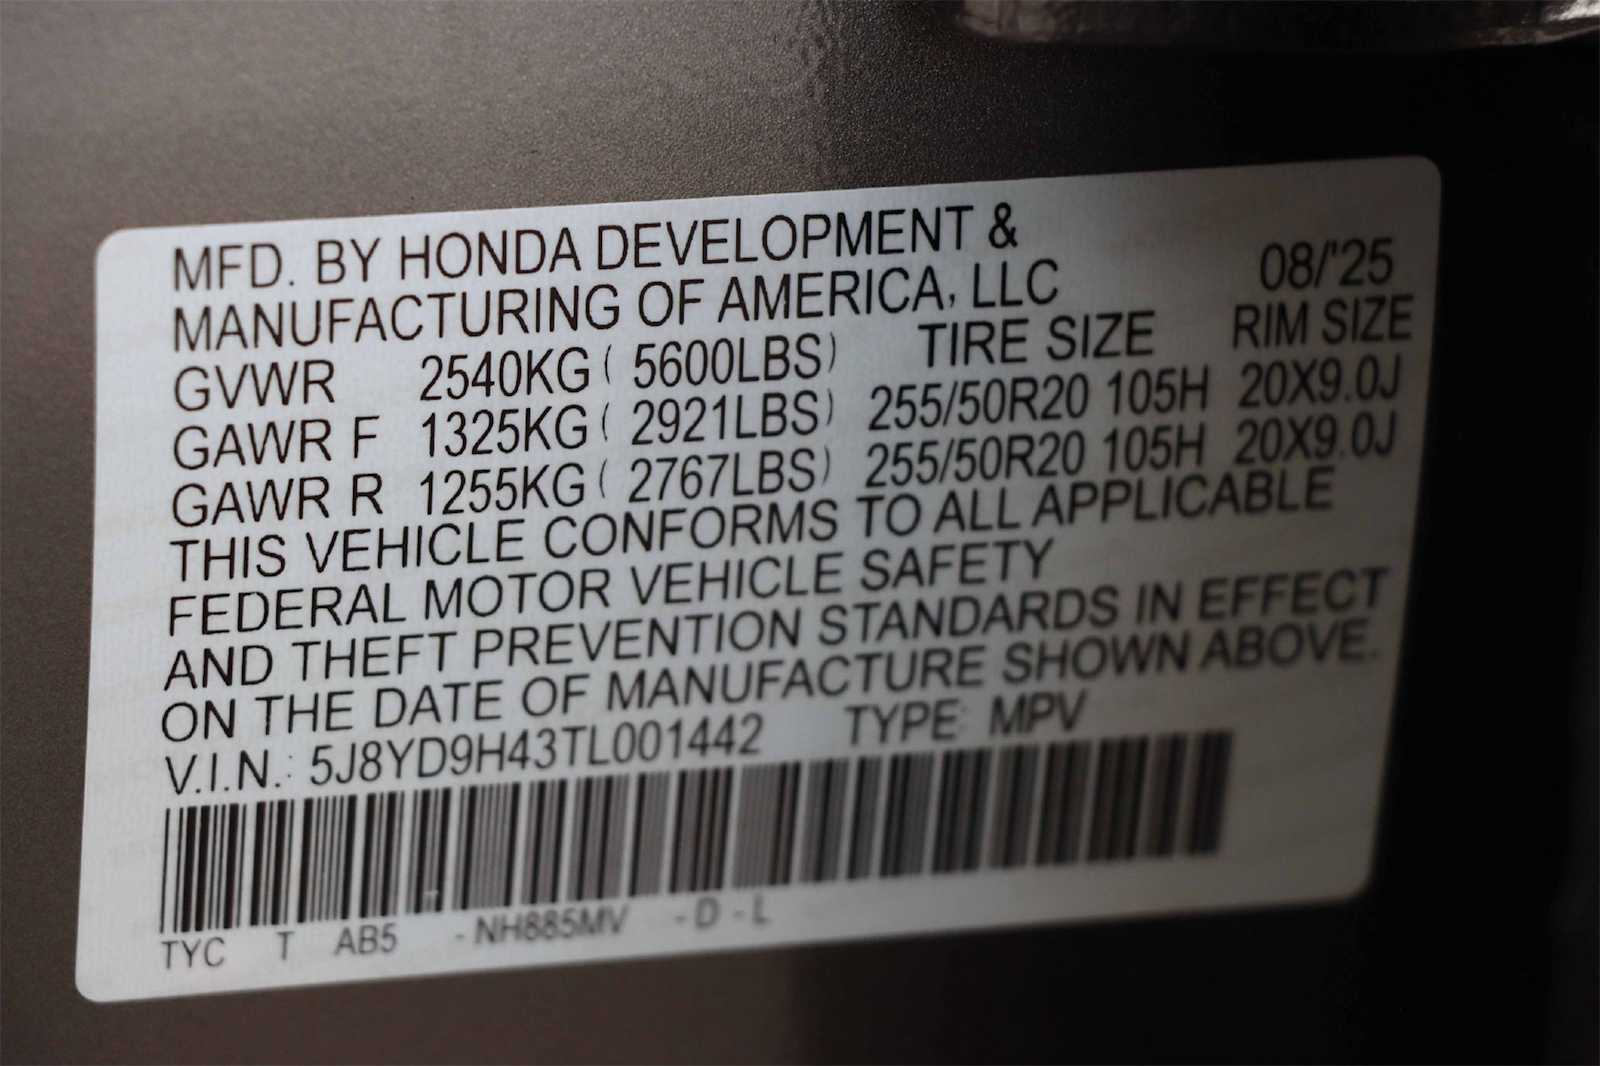 MFD. BY HONDA DEVELOPMENT &
MANUFACTURING OF AMERICA, LLC 08/'25
GVWR 2540KG ( 5600LBS) TIRE SIZE RIM SIZE
GAWR F 1325KG ( 2921LBS) 255/50R20 105H 20X9.0J
GAWR R 1255KG ( 2767LBS) 255/50R20 105H 20X9.0J
THIS VEHICLE CONFORMS TO ALL APPLICABLE
FEDERAL MOTOR VEHICLE SAFETY
AND THEFT PREVENTION STANDARDS IN EFFECT
ON THE DATE OF MANUFACTURE SHOWN ABOVE.
V.I.N.: 5J8YD9H43TL001442 TYPE: MPV
TYC T AB5 - NH885MV - D - L